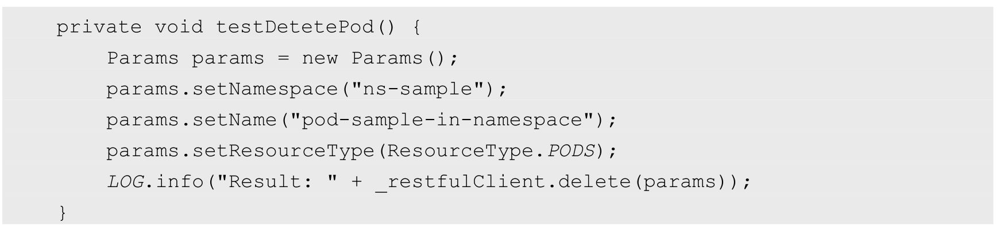 private void testDetetePod() {
Params params = new Params();
params.setNamespace("ns-sample");
params.setName("pod-sample-in-namespace");
params.setResourceType(ResourceType.PODS);
LOG.info("Result: " + _restfulClient.delete(params));
}